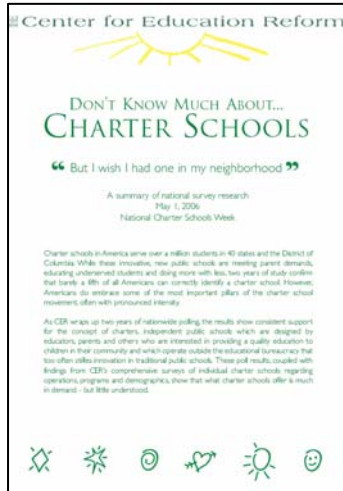 THE Center for Education Reform
DON'T KNOW MUCH ABOUT...
CHARTER SCHOOLS
“ But I wish I had one in my neighborhood ”
A summary of national survey research
May 1, 2006
National Charter Schools Week
Charter schools in America serve over a million students in 40 states and the District of
Columbia. While these innovative, new public schools are meeting parent demands,
educating underserved students and doing more with less, two years of study confirm
that barely a fifth of all Americans can correctly identify a charter school. However,
Americans do embrace some of the most important pillars of the charter school
movement, often with pronounced intensity.
As CER wraps up two years of nationwide polling, the results show consistent support
for the concept of charters, independent public schools which are designed by
educators, parents and others who are interested in providing a quality education to
children in their community and which operate outside the educational bureaucracy that
too often stifles innovation in traditional public schools. These poll results, coupled with
findings from CER's comprehensive surveys of individual charter schools regarding
operations, programs and demographics, show that what charter schools offer is much
in demand - but little understood.